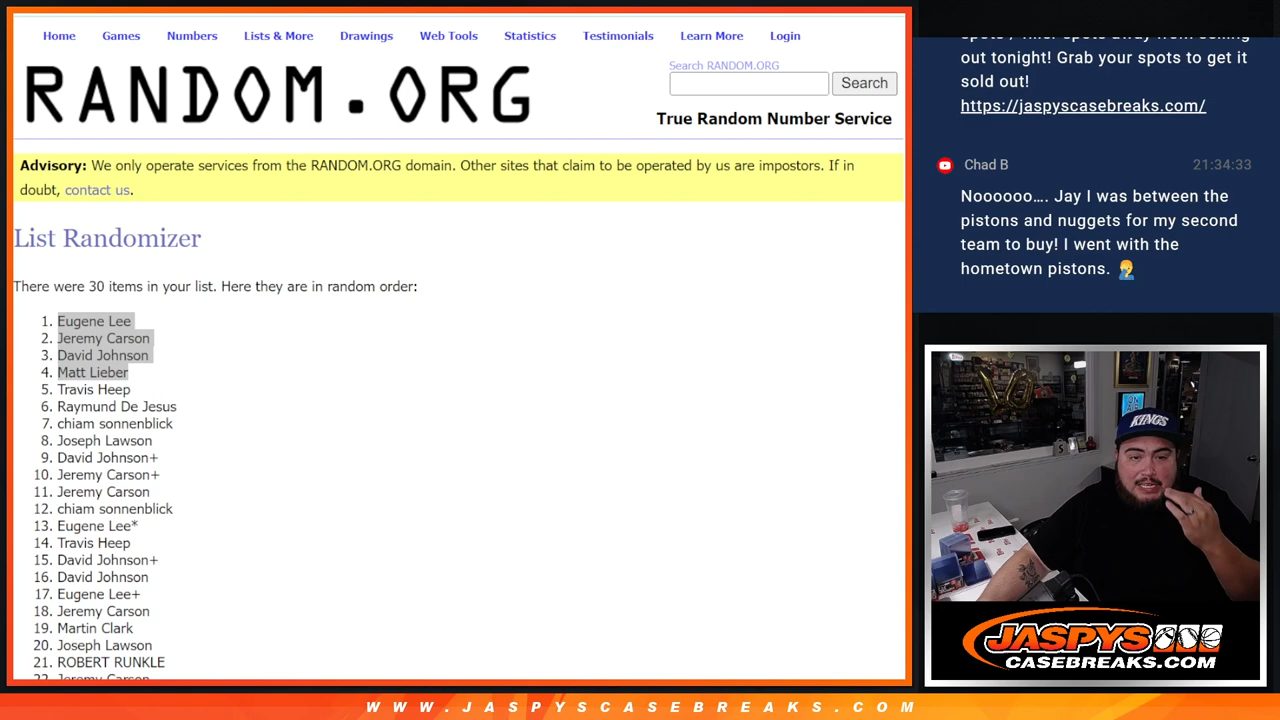 Home Games Numbers Lists & More Drawings Web Tools Statistics Testimonials Learn More Login
RANDOM.ORG
Search RANDOM.ORG
Search
True Random Number Service
Advisory: We only operate services from the RANDOM.ORG domain. Other sites that claim to be operated by us are impostors. If in
doubt, contact us.
List Randomizer
There were 30 items in your list. Here they are in random order:
1. Eugene Lee
2. Jeremy Carson
3. David Johnson
4. Matt Lieber
5. Travis Heep
6. Raymund De Jesus
7. chiam sonnenblick
8. Joseph Lawson
9. David Johnson+
10. Jeremy Carson+
11. Jeremy Carson
12. chiam sonnenblick
13. Eugene Lee*
14. Travis Heep
15. David Johnson+
16. David Johnson
17. Eugene Lee+
18. Jeremy Carson
19. Martin Clark
20. Joseph Lawson
21. ROBERT RUNKLE
22. Jeremy Carson
out tonight! Grab your spots to get it
sold out!
https://jaspyscasebreaks.com/
Chad B 21:34:33
Noooooo.... Jay I was between the
pistons and nuggets for my second
team to buy! I went with the
hometown pistons. 🤦‍♂️
KINGS
JASPYS
CASEBREAKS.COM
WWW.JASPYSCASEBREAKS.COM